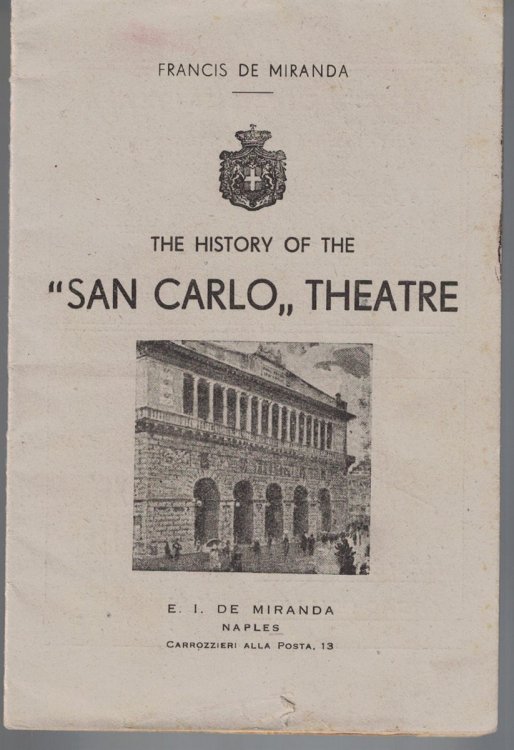 FRANCIS DE MIRANDA
THE HISTORY OF THE
“SAN CARLO„ THEATRE
E. I. DE MIRANDA
NAPLES
CARROZZIERI ALLA POSTA, 13